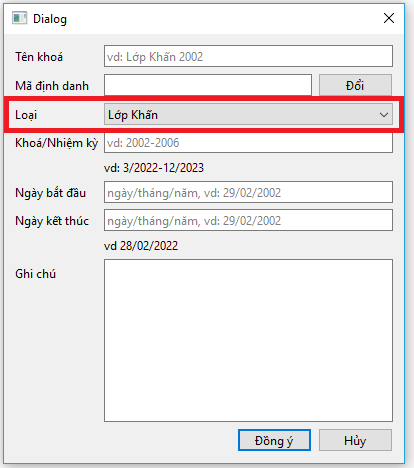 Dialog
Tên khoá vd: Lớp Khấn 2002
Mã định danh Đổi
Loại Lớp Khấn
Khoá/Nhiệm kỳ vd: 2002-2006
vd: 3/2022-12/2023
Ngày bắt đầu ngày/tháng/năm, vd: 29/02/2002
Ngày kết thúc ngày/tháng/năm, vd: 29/02/2002
vd 28/02/2022
Ghi chú
Đồng ý Hủy